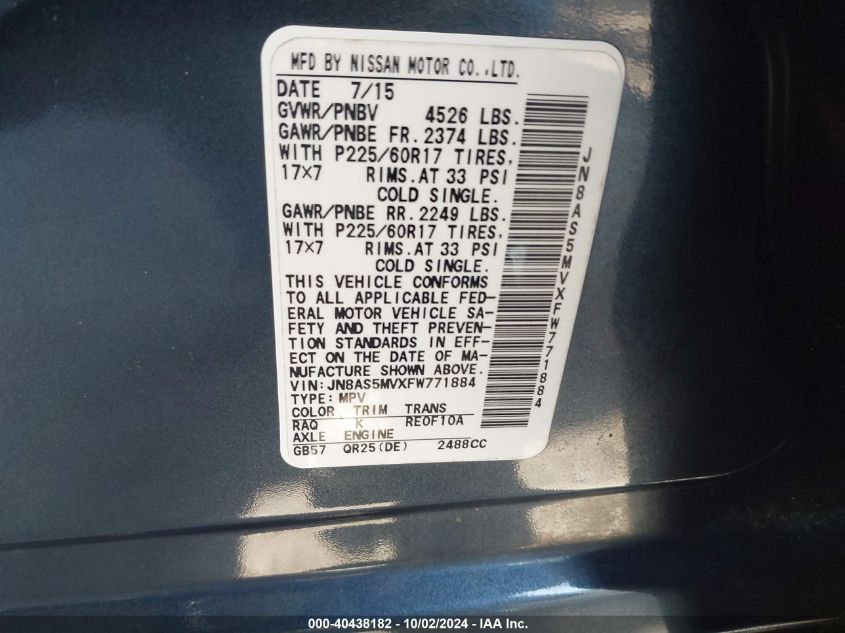 MFD BY NISSAN MOTOR CO.,LTD.
DATE 7/15
GVWR/PNBV 4526 LBS.
GAWR/PNBE FR. 2374 LBS.
WITH P225/60R17 TIRES,
17×7 RIMS.AT 33 PSI
COLD SINGLE.
GAWR/PNBE RR. 2249 LBS.
WITH P225/60R17 TIRES,
17×7 RIMS.AT 33 PSI
COLD SINGLE.
THIS VEHICLE CONFORMS
TO ALL APPLICABLE FED-
ERAL MOTOR VEHICLE SA-
FETY AND THEFT PREVEN-
TION STANDARDS IN EFF-
ECT ON THE DATE OF MA-
NUFACTURE SHOWN ABOVE.
VIN: JN8AS5MVXFW771884
TYPE: MPV
COLOR TRIM TRANS
RAQ K RE0F10A
AXLE ENGINE
GB57 QR25(DE) 2488CC
JN8AS5MVXFW771884
000-40438182 - 10/02/2024 - IAA